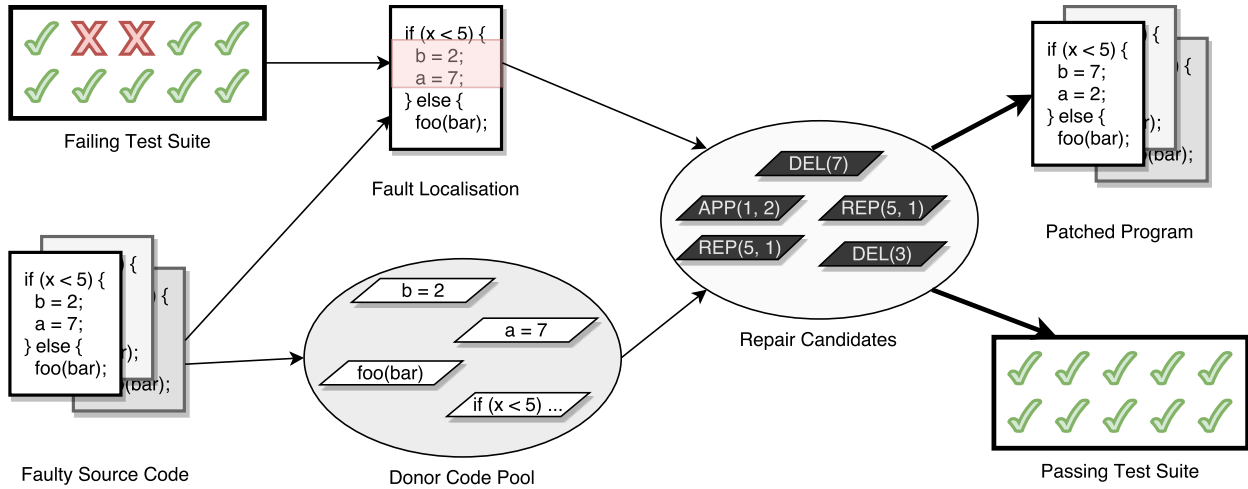 Failing Test Suite
if (x < 5) {
b = 2;
a = 7;
} else {
foo(bar);
Fault Localisation
if (x < 5) {
b = 2;
a = 7;
} else {
foo(bar);
) {
) {
r);
(bar);
Faulty Source Code
b = 2
a = 7
foo(bar)
if (x < 5) ...
Donor Code Pool
DEL(7)
APP(1, 2)
REP(5, 1)
REP(5, 1)
DEL(3)
Repair Candidates
if (x < 5) {
b = 7;
a = 2;
} else {
foo(bar);
) {
) {
r);
(bar);
Patched Program
Passing Test Suite